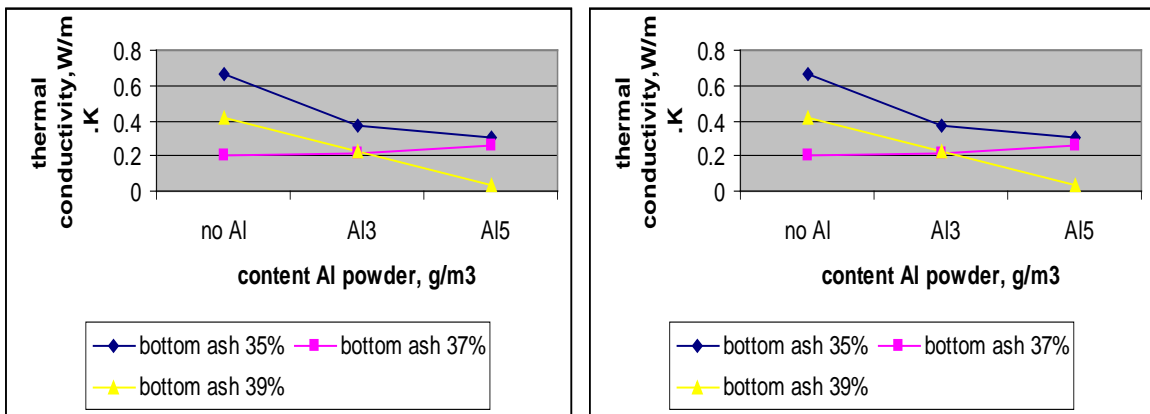 thermal
conductivity,W/m
.K
0.8
0.6
0.4
0.2
0
no Al
Al3
Al5
content Al powder, g/m3
bottom ash 35%
bottom ash 37%
bottom ash 39%
thermal
conductivity,W/m
.K
0.8
0.6
0.4
0.2
0
no Al
Al3
Al5
content Al powder, g/m3
bottom ash 35%
bottom ash 37%
bottom ash 39%